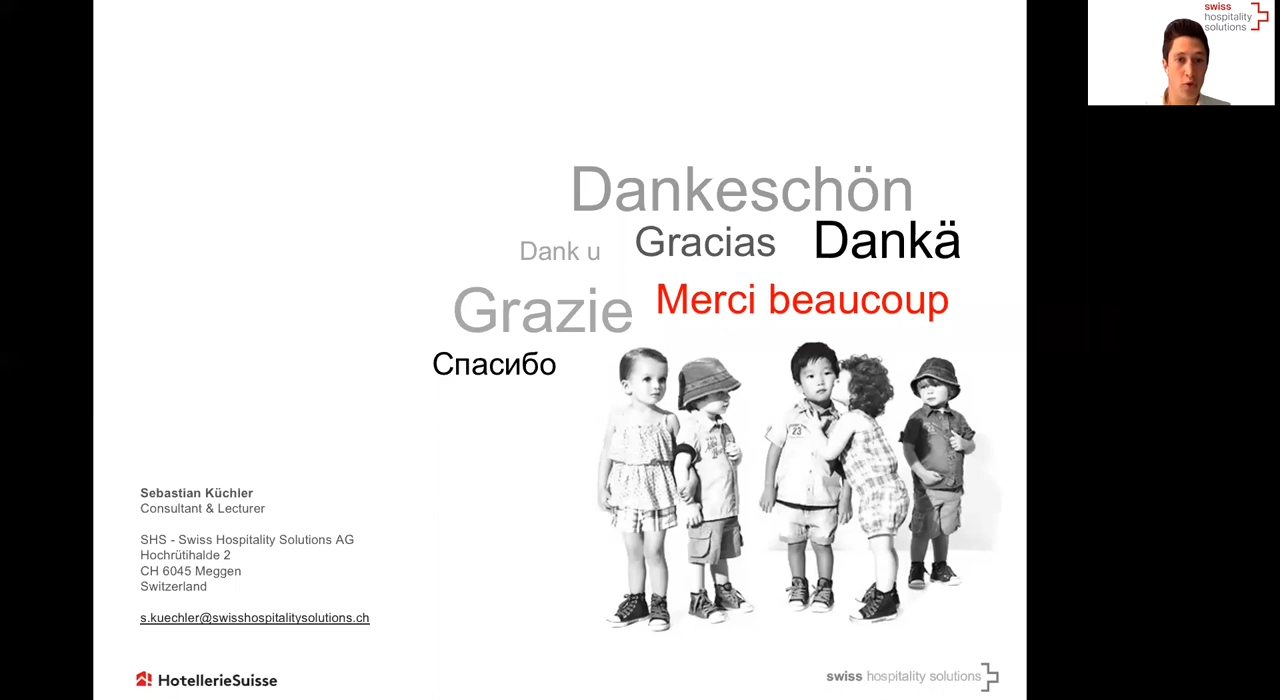 swiss
hospitality
solutions
Dankeschön
Dank u Gracias Dankä
Grazie Merci beaucoup
Спасибо
23
Sebastian Küchler
Consultant & Lecturer
SHS - Swiss Hospitality Solutions AG
Hochrütihalde 2
CH 6045 Meggen
Switzerland
s.kuechler@swisshospitalitysolutions.ch
HotellerieSuisse
swiss hospitality solutions